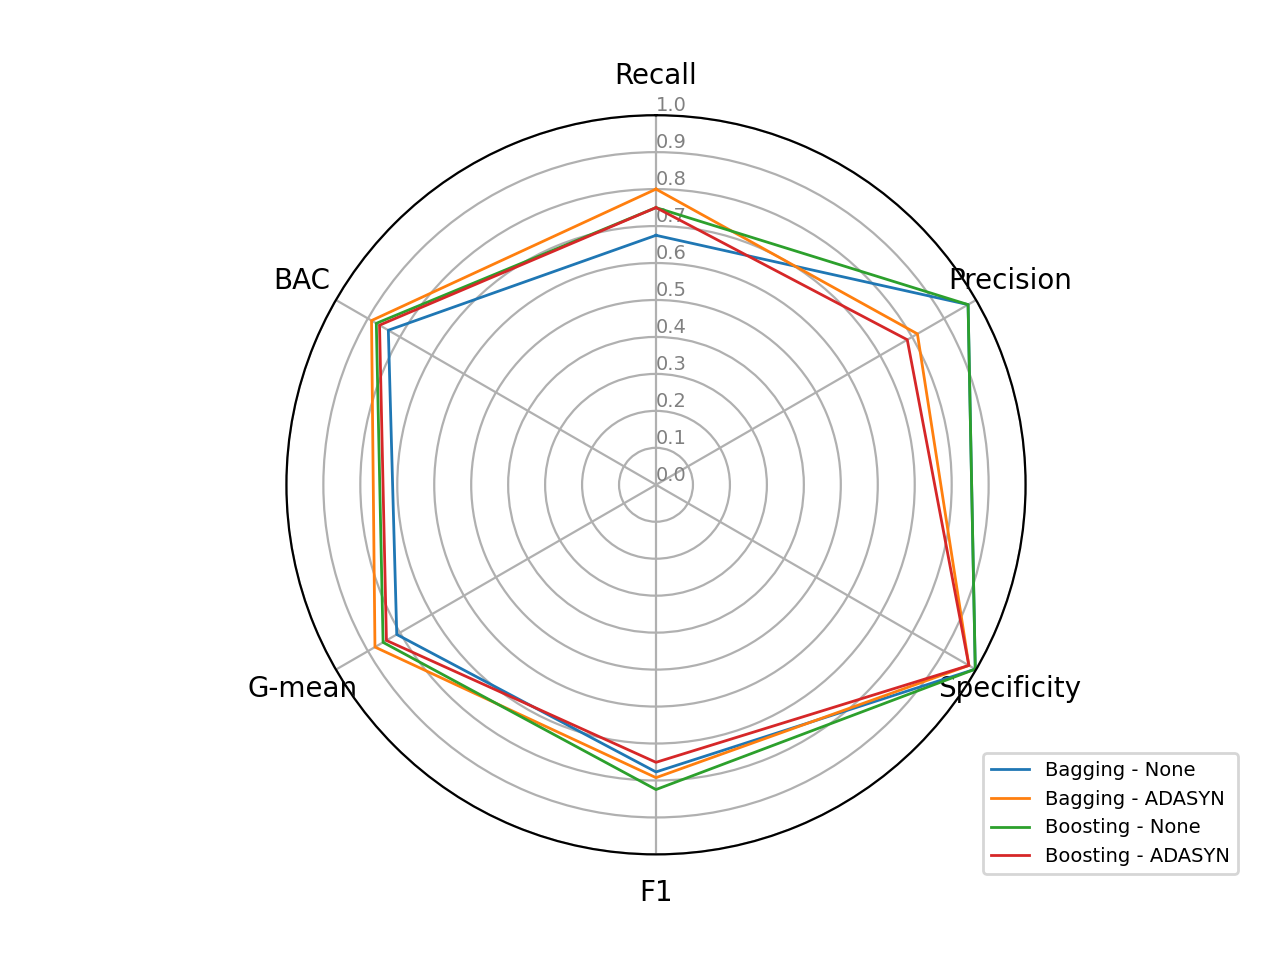 Recall
1.0
0.9
0.8
0.7
0.6
0.5
0.4
0.3
0.2
0.1
0.0
BAC
Precision
G-mean
Specificity
F1
Bagging - None
Bagging - ADASYN
Boosting - None
Boosting - ADASYN